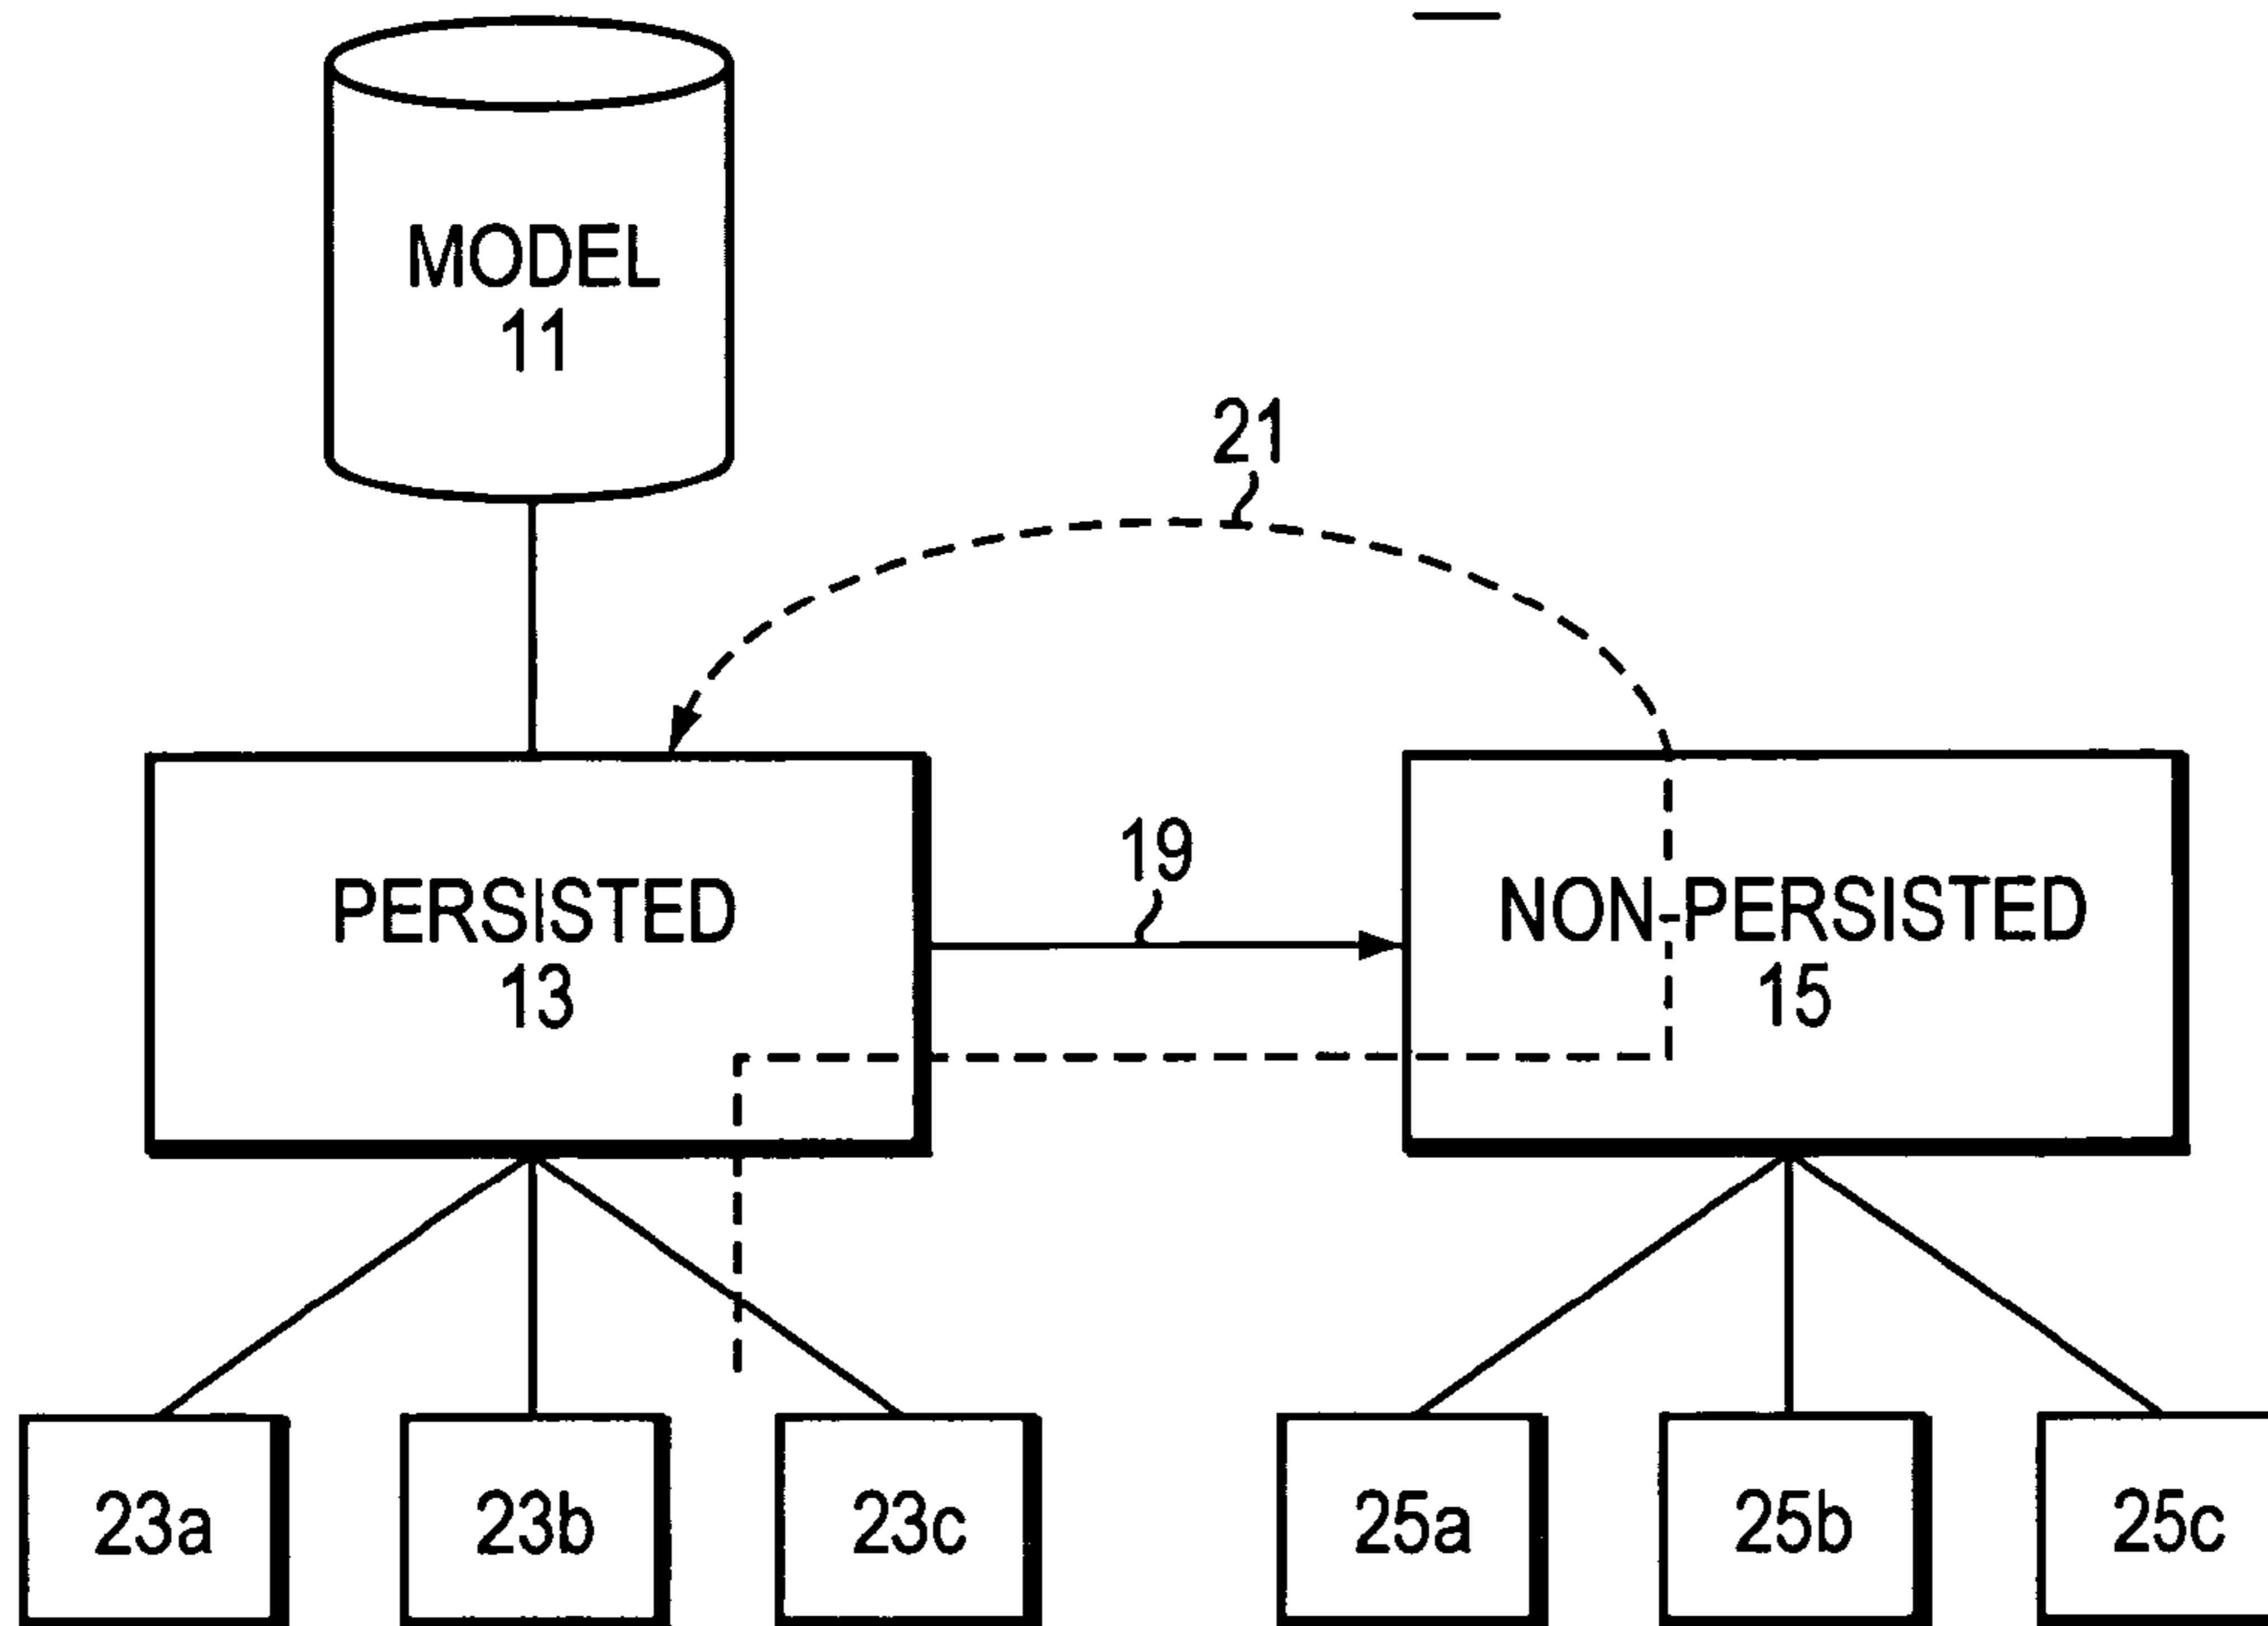 MODEL
11
21
19
PERSISTED
13
NON-PERSISTED
15
23a
23b
23c
25a
25b
25c